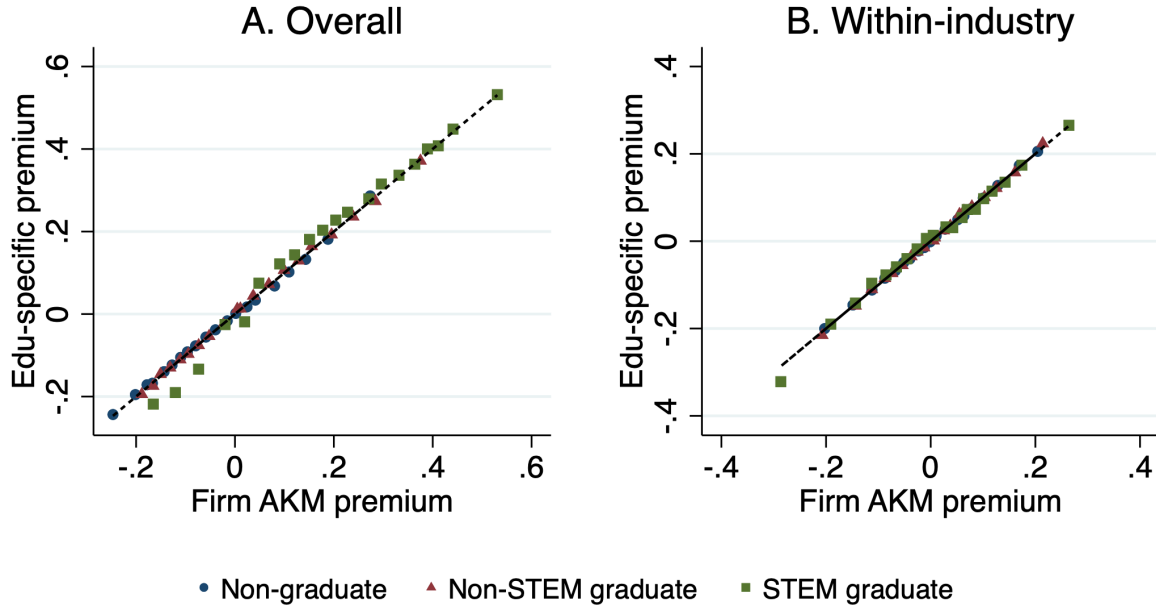 A. Overall
Edu-specific premium
.6
.4
.2
0
-.2
-.2
0
.2
.4
.6
Firm AKM premium
B. Within-industry
Edu-specific premium
.4
.2
0
-.2
-.4
-.4
-.2
0
.2
.4
Firm AKM premium
Non-graduate
Non-STEM graduate
STEM graduate